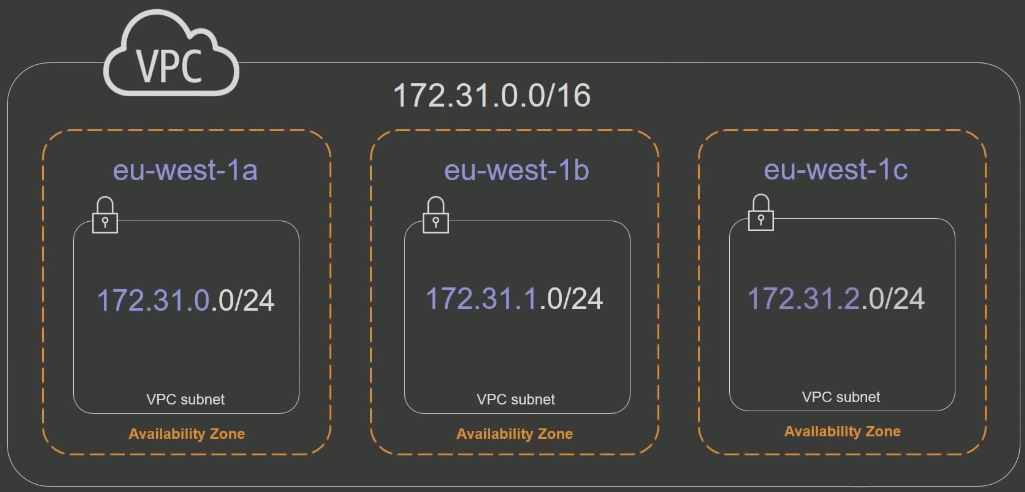 VPC
172.31.0.0/16
eu-west-1a
eu-west-1b
eu-west-1c
172.31.0.0/24
172.31.1.0/24
172.31.2.0/24
VPC subnet
VPC subnet
VPC subnet
Availability Zone
Availability Zone
Availability Zone